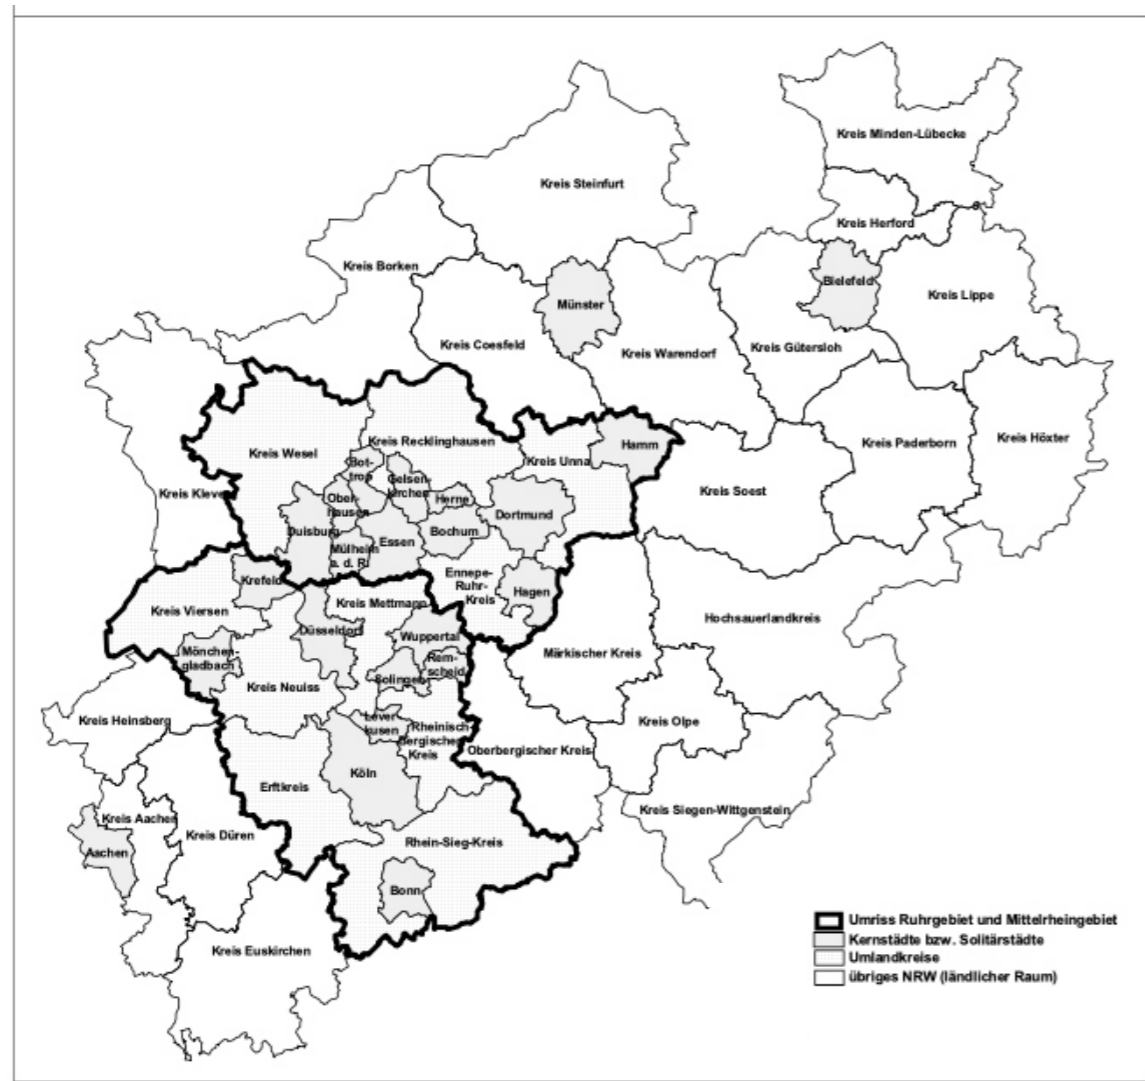 Kreis Minden-Lübecke
Kreis Steinfurt
Kreis Herford
Kreis Borken
Bielefeld
Kreis Lippe
Münster
Kreis Coesfeld
Kreis Warendorf
Kreis Gütersloh
Kreis Recklinghausen
Hamm
Kreis Paderborn
Kreis Höxter
Kreis Wesel
Bot-
trop
Kreis Unna
Gelsen-
kirchen
Kreis Kleve
Kreis Soest
Ober-
hausen
Herne
Dortmund
Duisburg
Bochum
Essen
Mülheim
a. d. R.
Krefeld
Ennepe-
Ruhr-
Kreis
Hagen
Kreis Viersen
Kreis Mettmann
Hochsauerlandkreis
Düsseldorf
Wuppertal
Mönchen-
gladbach
Märkischer Kreis
Rem-
scheid
Solingen
Kreis Neuiss
Kreis Heinsberg
Lever-
kusen
Kreis Olpe
Rheinisch-
Bergischer
Kreis
Oberbergischer Kreis
Köln
Erftkreis
Kreis Siegen-Wittgenstein
Kreis Aachen
Kreis Düren
Rhein-Sieg-Kreis
Aachen
Bonn
Kreis Euskirchen
Umriss Ruhrgebiet und Mittelrheingebiet
Kernstädte bzw. Solitärstädte
Umlandkreise
übriges NRW (ländlicher Raum)